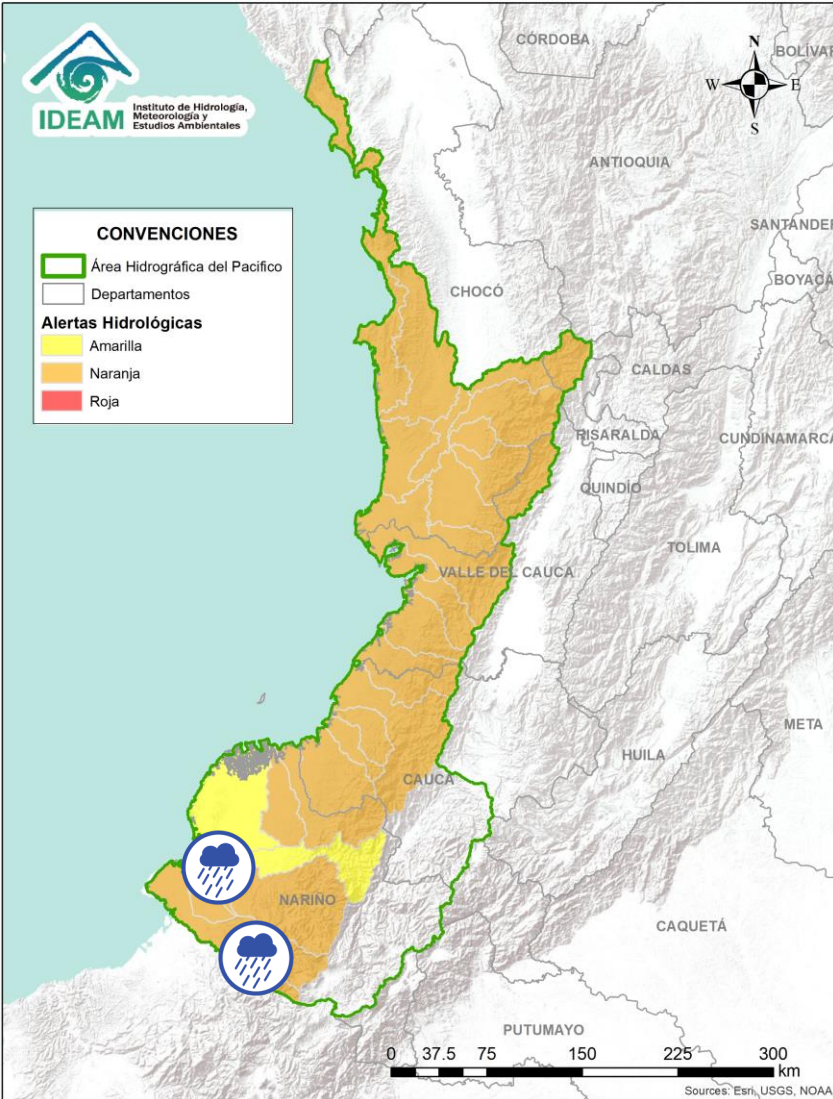 IDEAM
Instituto de Hidrología,
Meteorología y
Estudios Ambientales
N
W E
S
CÓRDOBA
BOLÍVAR
ANTIOQUIA
SANTANDER
BOYACÁ
CHOCÓ
CONVENCIONES
Área Hidrográfica del Pacifico
Departamentos
Alertas Hidrológicas
Amarilla
Naranja
Roja
CALDAS
RISARALDA
CUNDINAMARCA
QUINDÍO
TOLIMA
VALLE DEL CAUCA
META
HUILA
CAUCA
NARIÑO
CAQUETÁ
PUTUMAYO
0 37.5 75 150 225 300
km
Sources: Esri, USGS, NOAA